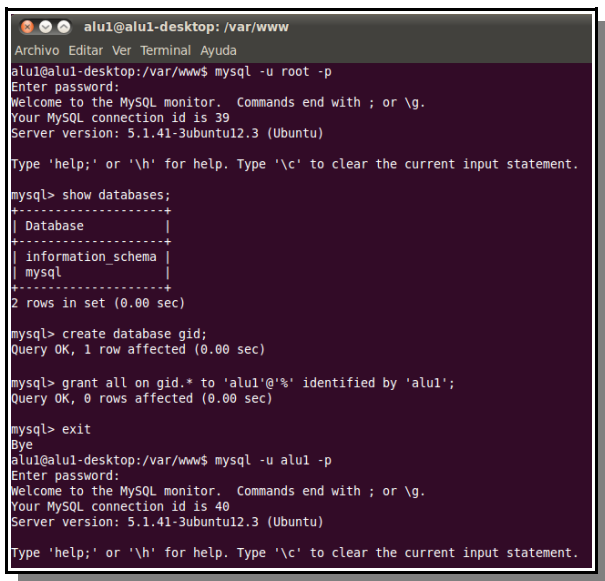 alu1@alu1-desktop: /var/www
Archivo Editar Ver Terminal Ayuda
alu1@alu1-desktop:/var/www$ mysql -u root -p
Enter password:
Welcome to the MySQL monitor.  Commands end with ; or \g.
Your MySQL connection id is 39
Server version: 5.1.41-3ubuntu12.3 (Ubuntu)

Type 'help;' or '\h' for help. Type '\c' to clear the current input statement.

mysql> show databases;
+--------------------+
| Database           |
+--------------------+
| information_schema |
| mysql              |
+--------------------+
2 rows in set (0.00 sec)

mysql> create database gid;
Query OK, 1 row affected (0.00 sec)

mysql> grant all on gid.* to 'alu1'@'%' identified by 'alu1';
Query OK, 0 rows affected (0.00 sec)

mysql> exit
Bye
alu1@alu1-desktop:/var/www$ mysql -u alu1 -p
Enter password:
Welcome to the MySQL monitor.  Commands end with ; or \g.
Your MySQL connection id is 40
Server version: 5.1.41-3ubuntu12.3 (Ubuntu)

Type 'help;' or '\h' for help. Type '\c' to clear the current input statement.